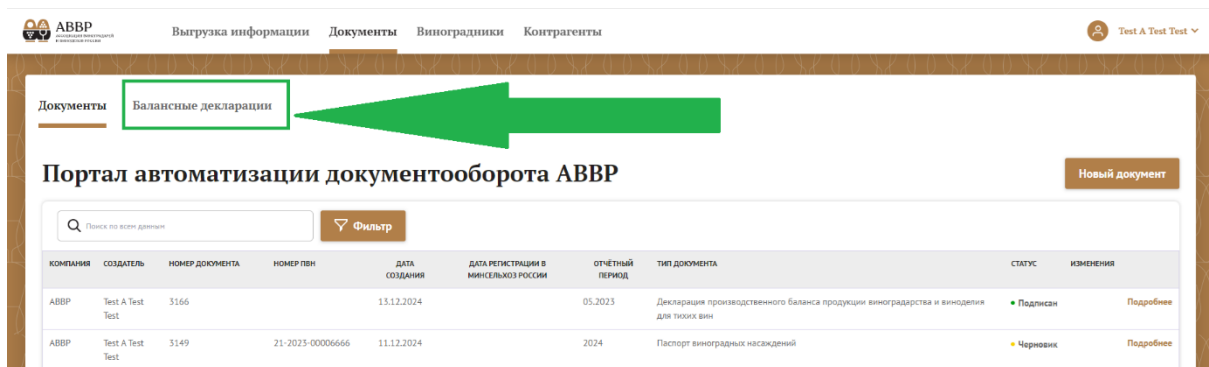 АВВР
Выгрузка информации Документы Виноградники Контрагенты Test A Test Test
Документы Балансные декларации
Портал автоматизации документооборота АВВР
Новый документ
Поиск по всем данным Фильтр
КОМПАНИЯ СОЗДАТЕЛЬ НОМЕР ДОКУМЕНТА НОМЕР ПВН ДАТА СОЗДАНИЯ ДАТА РЕГИСТРАЦИИ В МИНСЕЛЬХОЗ РОССИИ ОТЧЁТНЫЙ ПЕРИОД ТИП ДОКУМЕНТА СТАТУС ИЗМЕНЕНИЯ
АВВР Test A Test 3166 13.12.2024 05.2023 Декларация производственного баланса продукции виноградарства и виноделия Подписан Подробнее
Test для тихих вин
АВВР Test A Test 3149 21-2023-00006666 11.12.2024 2024 Паспорт виноградных насаждений Черновик Подробнее
Test